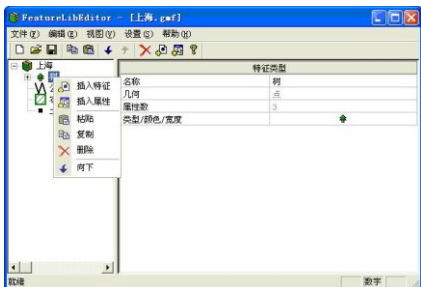 FeatureLibEditor - [上海.gmf]
文件(F) 编辑(E) 视图(V) 设置(S) 帮助(H)
上海
特征类型
名称 树
几何 点
属性数 3
类型/颜色/宽度
插入特征
插入属性
粘贴
复制
删除
向下
就绪
数字